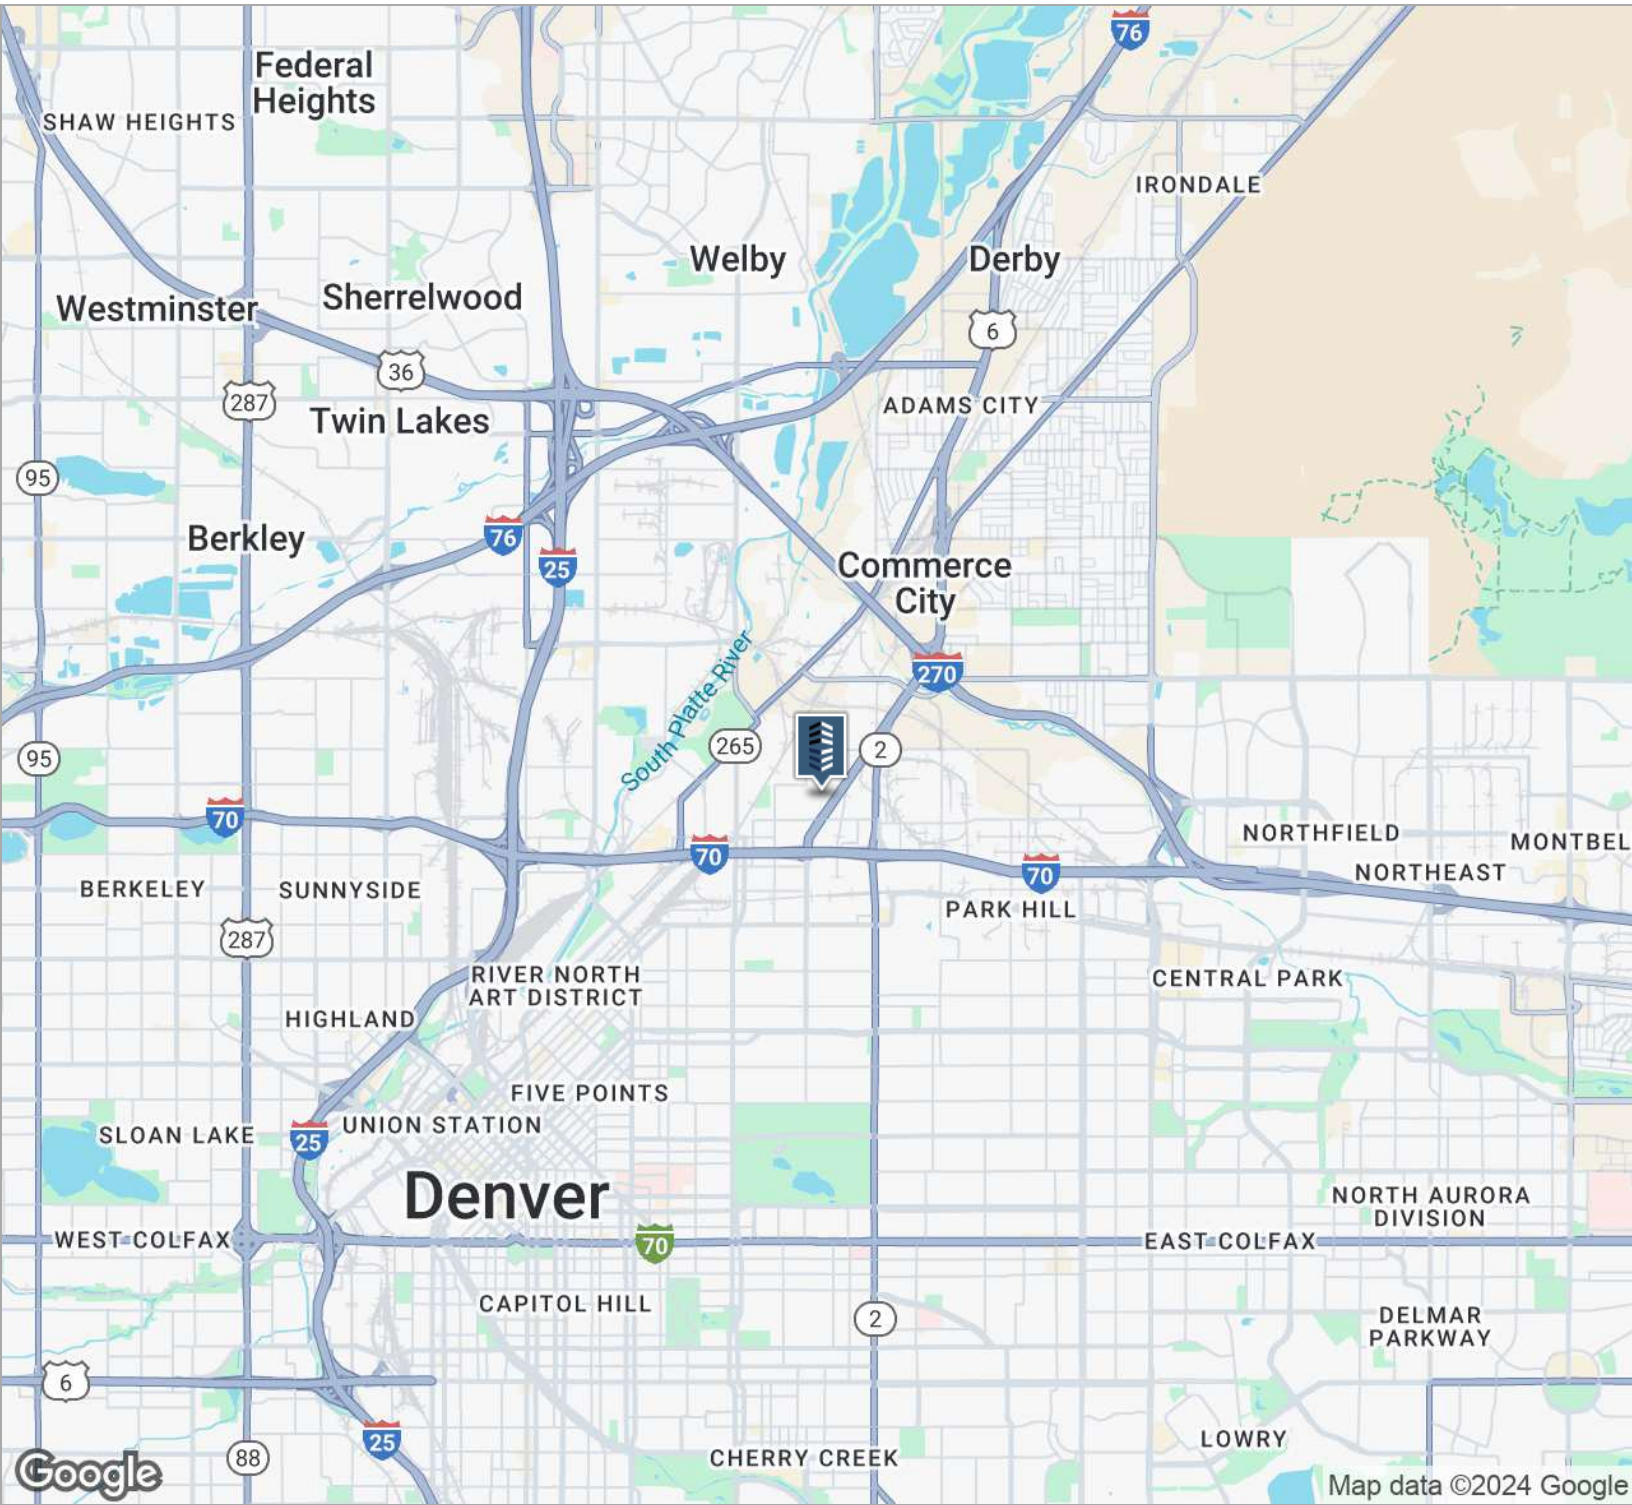 76
Federal
Heights
SHAW HEIGHTS
IRONDALE
Welby
Derby
Sherrelwood
Westminster
6
36
287
Twin Lakes
ADAMS CITY
95
Berkley
76
25
Commerce
City
South Platte River
270
265
2
95
70
NORTHFIELD
MONTBEL
70
70
NORTHEAST
BERKELEY
SUNNYSIDE
PARK HILL
287
RIVER NORTH
ART DISTRICT
CENTRAL PARK
HIGHLAND
FIVE POINTS
UNION STATION
SLOAN LAKE
25
Denver
NORTH AURORA
DIVISION
WEST COLFAX
70
EAST COLFAX
CAPITOL HILL
2
DELMAR
PARKWAY
6
25
LOWRY
88
CHERRY CREEK
Google
Map data ©2024 Google